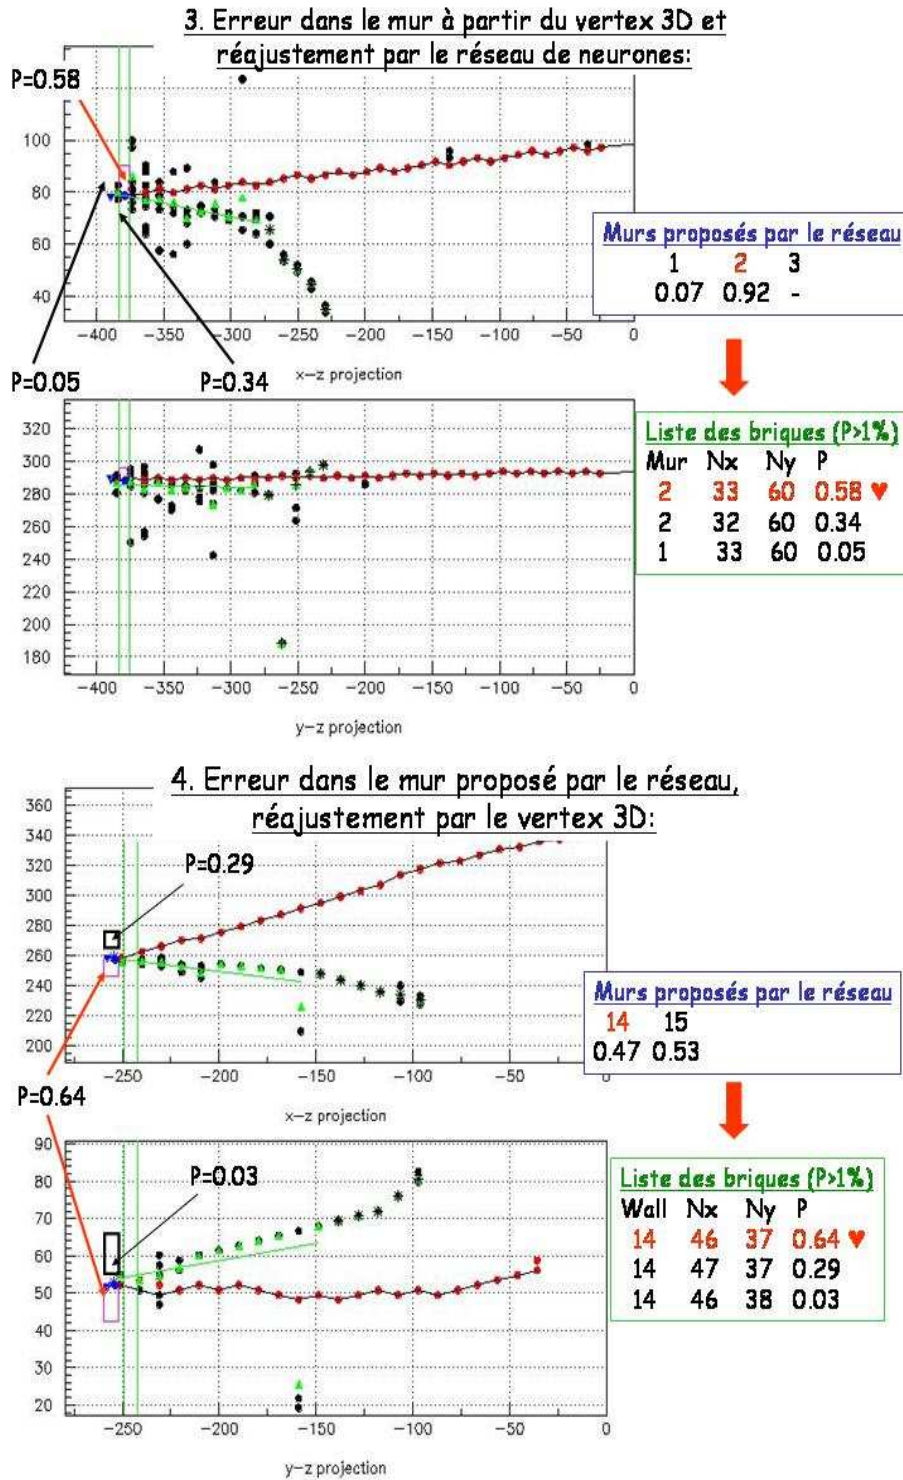 3. Erreur dans le mur à partir du vertex 3D et
réajustement par le réseau de neurones:
P=0.58
100
80
60
40
−400 −350 −300 −250 −200 −150 −100 −50 0
x−z projection
P=0.05
P=0.34
Murs proposés par le réseau
1 2 3
0.07 0.92 -
320
300
280
260
240
220
200
180
−400 −350 −300 −250 −200 −150 −100 −50 0
y−z projection
Liste des briques (P>1%)
Mur Nx Ny P
2 33 60 0.58 ♥
2 32 60 0.34
1 33 60 0.05
4. Erreur dans le mur proposé par le réseau,
réajustement par le vertex 3D:
360
340
320
300
280
260
240
220
200
P=0.29
−250 −200 −150 −100 −50 0
x−z projection
P=0.64
Murs proposés par le réseau
14 15
0.47 0.53
90
80
70
60
50
40
30
20
P=0.03
−250 −200 −150 −100 −50 0
y−z projection
Liste des briques (P>1%)
Wall Nx Ny P
14 46 37 0.64 ♥
14 47 37 0.29
14 46 38 0.03